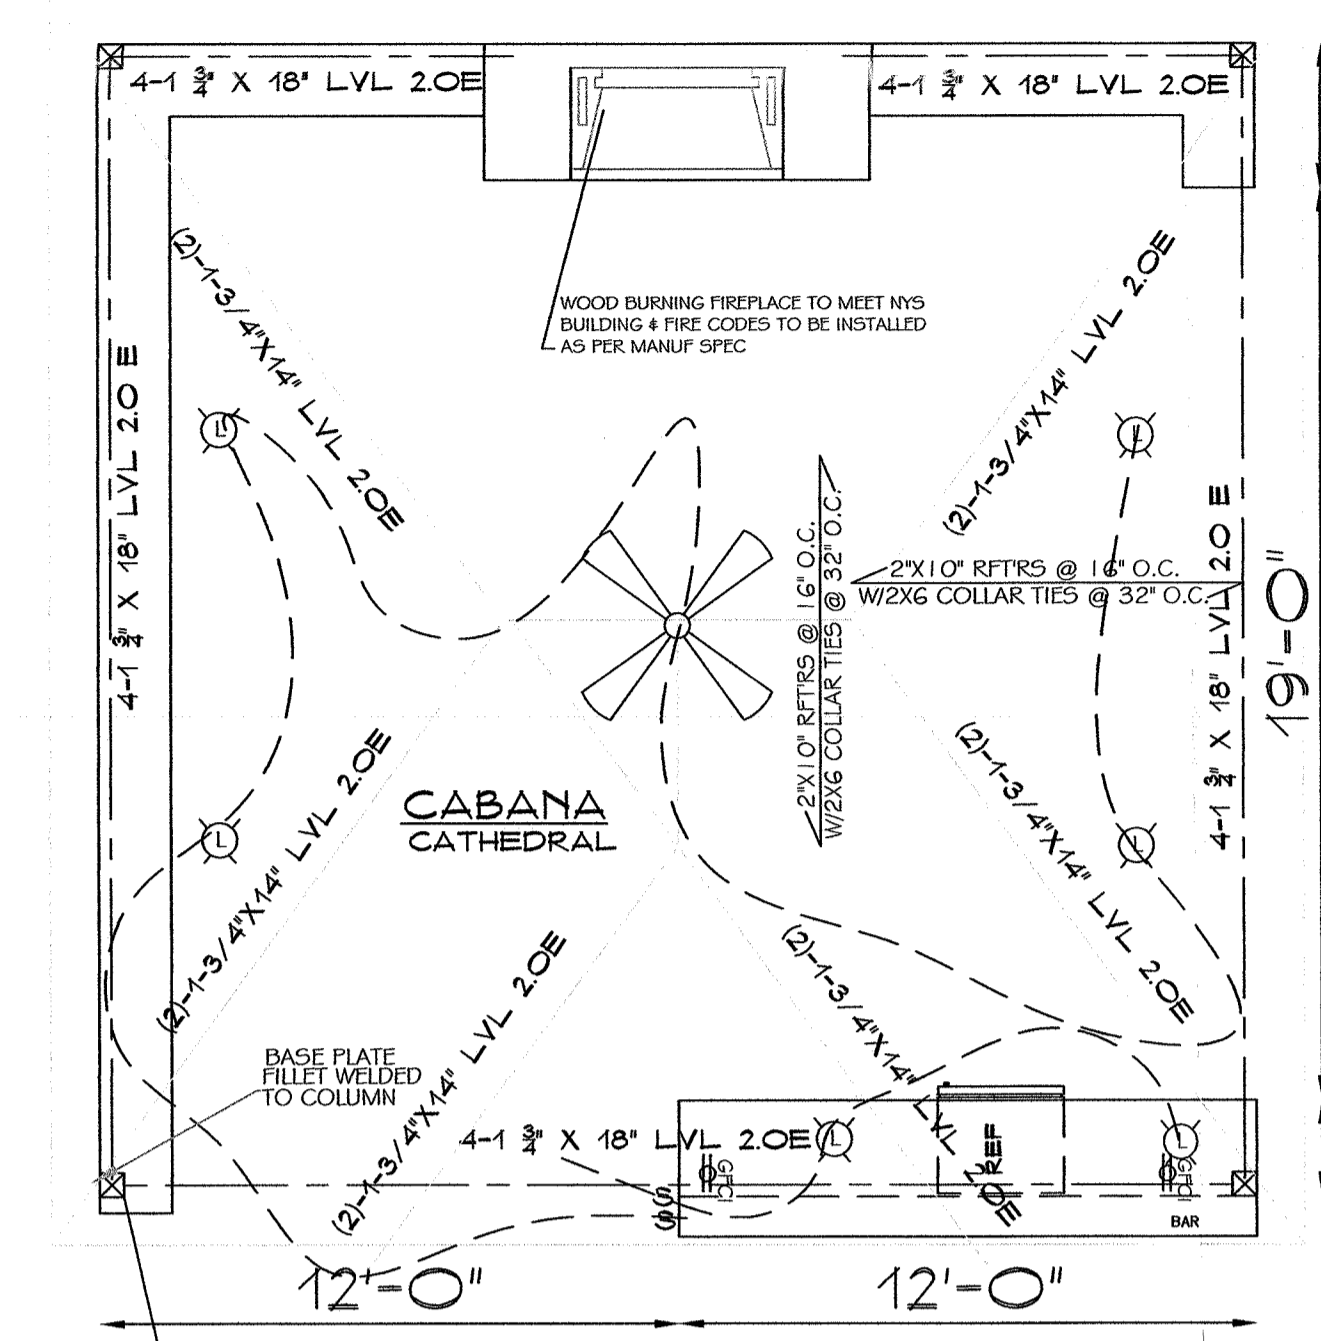 4-1 3/4" X 18" LVL 2.0E
4-1 3/4" X 18" LVL 2.0E
(2)-1-3/4"X14" LVL 2.0E
(2)-1-3/4"X14" LVL 2.0E
WOOD BURNING FIREPLACE TO MEET NYS
BUILDING & FIRE CODES TO BE INSTALLED
AS PER MANUF SPEC
4-1 3/4" X 18" LVL 2.0 E
L
L
2"X10" RFT'RS @ 16" O.C.
W/2X6 COLLAR TIES @ 32" O.C.
2"X10" RFT'RS @ 16" O.C.
W/2X6 COLLAR TIES @ 32" O.C.
4-1 3/4" X 18" LVL 2.0 E
19'-0"
CABANA
CATHEDRAL
(2)-1-3/4"X14" LVL 2.0E
(2)-1-3/4"X14" LVL 2.0E
L
L
(2)-1-3/4"X14" LVL 2.0E
(2)-1-3/4"X14" LVL 2.0E
BASE PLATE
FILLET WELDED
TO COLUMN
4-1 3/4" X 18" LVL 2.0E
L
L
REF
GFCI
GFCI
S
S
BAR
12'-0"
12'-0"